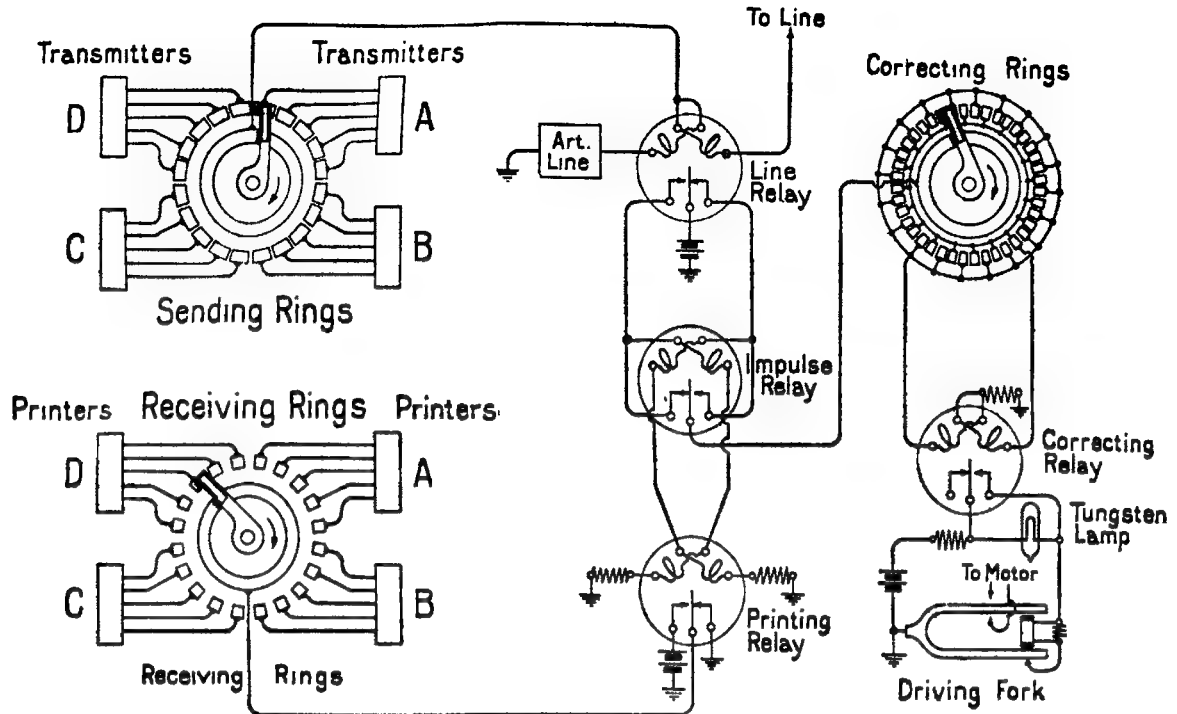 To Line
Transmitters
Transmitters
Correcting Rings
D
A
Art.
Line
Line
Relay
C
B
Sending Rings
Impulse
Relay
Printers
Receiving Rings
Printers
D
A
Correcting
Relay
Tungsten
Lamp
To Motor
C
B
Printing
Relay
Receiving Rings
Driving Fork